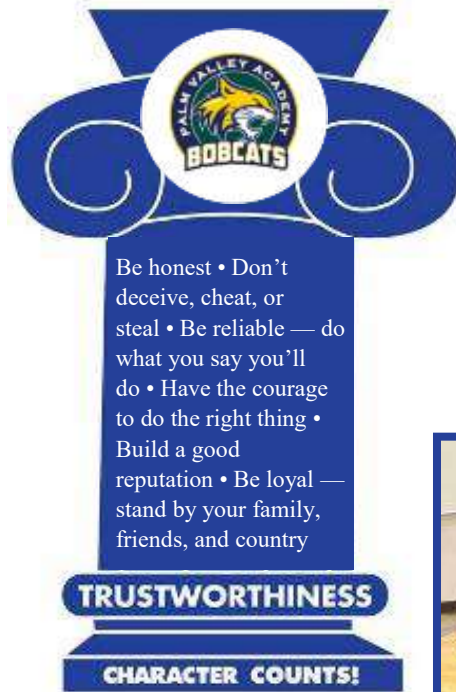 PALM VALLEY ACADEMY
BOBCATS
Be honest • Don't
deceive, cheat, or
steal • Be reliable — do
what you say you'll
do • Have the courage
to do the right thing •
Build a good
reputation • Be loyal —
stand by your family,
friends, and country
TRUSTWORTHINESS
CHARACTER COUNTS!